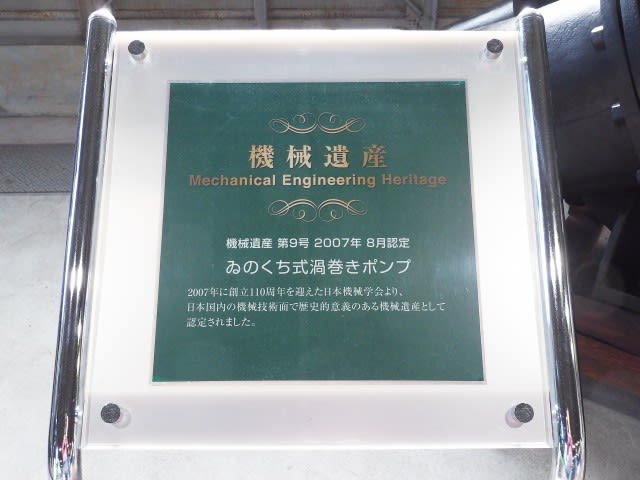 機械遺産
Mechanical Engineering Heritage
機械遺産 第9号 2007年 8月認定
ゐのくち式渦巻きポンプ
2007年に創立110周年を迎えた日本機械学会より、
日本国内の機械技術面で歴史的意義のある機械遺産として
認定されました。